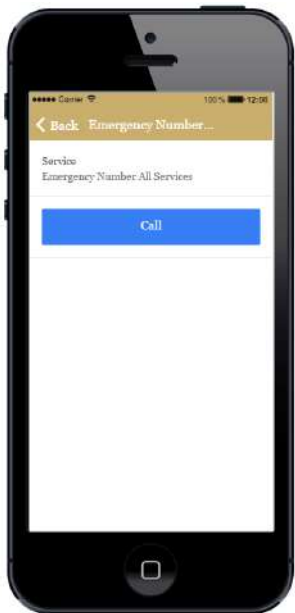 Carrier 100% 12:00
Back Emergency Number...
Service
Emergency Number All Services
Call